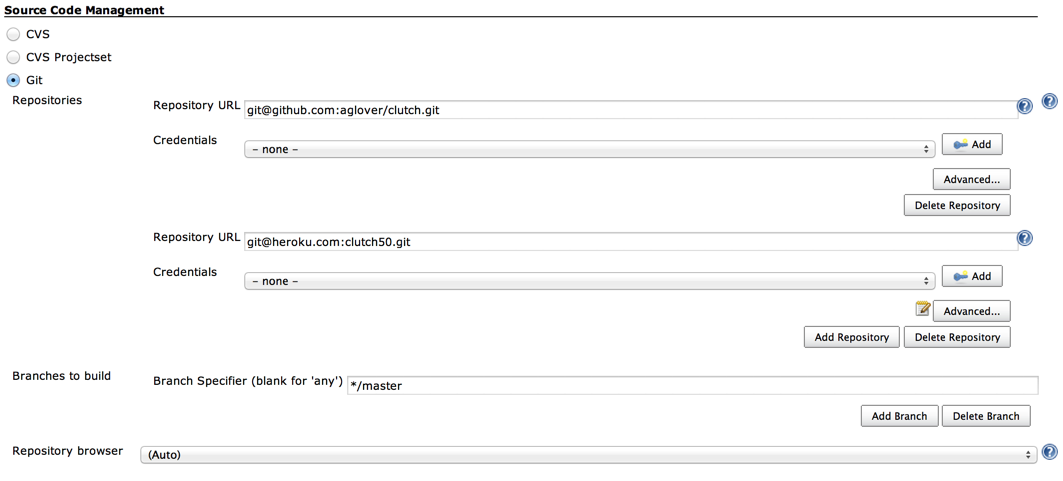 Source Code Management
CVS
CVS Projectset
Git
Repositories
Repository URL git@github.com:aglover/clutch.git
Credentials – none – Add
Advanced...
Delete Repository
Repository URL git@heroku.com:clutch50.git
Credentials – none – Add
Advanced...
Add Repository Delete Repository
Branches to build Branch Specifier (blank for 'any') */master
Add Branch Delete Branch
Repository browser (Auto)